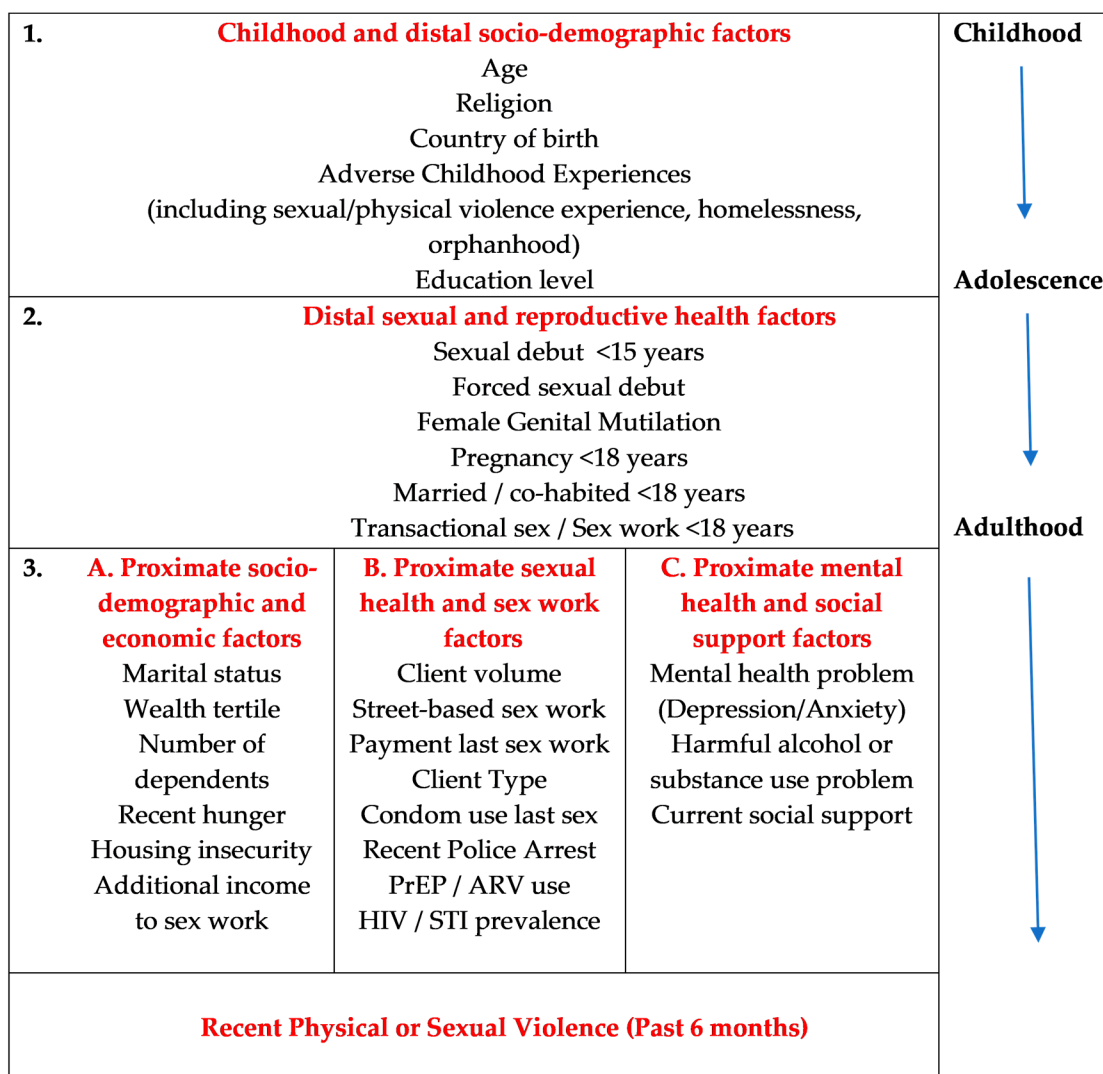 1.
Childhood and distal socio-demographic factors
Age
Religion
Country of birth
Adverse Childhood Experiences
(including sexual/physical violence experience, homelessness,
orphanhood)
Education level
Childhood
Adolescence
2.
Distal sexual and reproductive health factors
Sexual debut <15 years
Forced sexual debut
Female Genital Mutilation
Pregnancy <18 years
Married / co-habited <18 years
Transactional sex / Sex work <18 years
Adulthood
3.
A. Proximate socio-
demographic and
economic factors
Marital status
Wealth tertile
Number of
dependents
Recent hunger
Housing insecurity
Additional income
to sex work
B. Proximate sexual
health and sex work
factors
Client volume
Street-based sex work
Payment last sex work
Client Type
Condom use last sex
Recent Police Arrest
PrEP / ARV use
HIV / STI prevalence
C. Proximate mental
health and social
support factors
Mental health problem
(Depression/Anxiety)
Harmful alcohol or
substance use problem
Current social support
Recent Physical or Sexual Violence (Past 6 months)